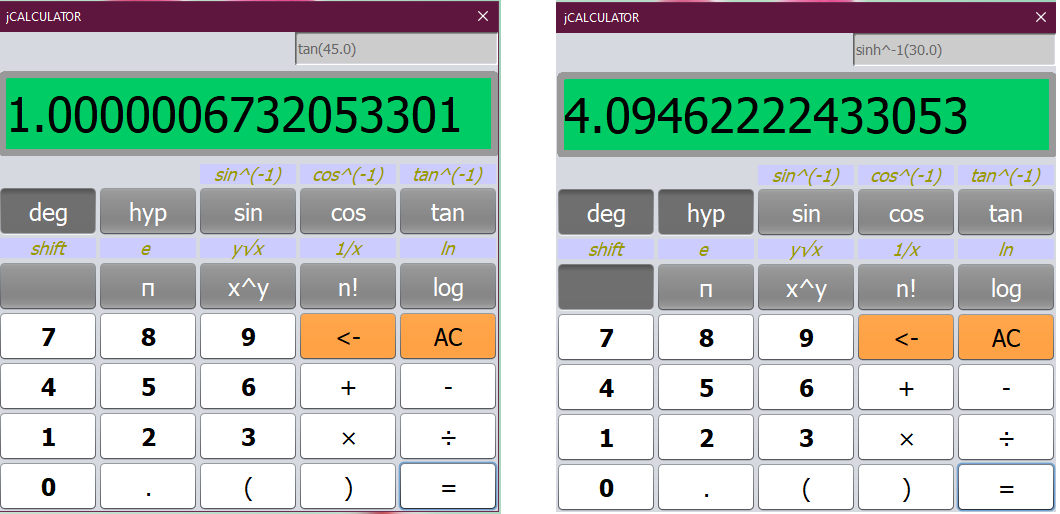 jCALCULATOR
tan(45.0)
1.0000006732053301
sin^(-1) cos^(-1) tan^(-1)
deg hyp sin cos tan
shift e y√x 1/x ln
п x^y n! log
7 8 9 <- AC
4 5 6 + -
1 2 3 × ÷
0 . ( ) =
jCALCULATOR
sinh^-1(30.0)
4.09462222433053
sin^(-1) cos^(-1) tan^(-1)
deg hyp sin cos tan
shift e y√x 1/x ln
п x^y n! log
7 8 9 <- AC
4 5 6 + -
1 2 3 × ÷
0 . ( ) =